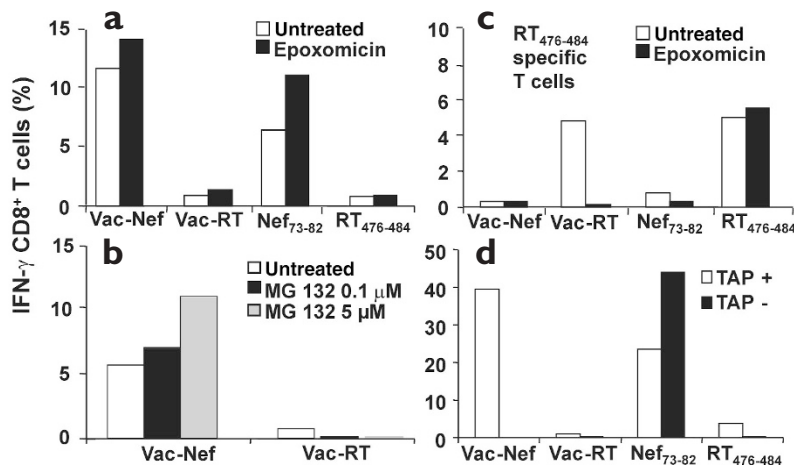 IFN-γ CD8⁺ T cells (%)
a
Untreated
Epoxomicin
15
10
5
0
Vac-Nef Vac-RT Nef₇₃₋₈₂ RT₄₇₆₋₄₈₄
c
RT₄₇₆₋₄₈₄
specific
T cells
Untreated
Epoxomicin
10
8
6
4
2
0
Vac-Nef Vac-RT Nef₇₃₋₈₂ RT₄₇₆₋₄₈₄
b
Untreated
MG 132 0.1 μM
MG 132 5 μM
15
10
5
0
Vac-Nef Vac-RT
d
TAP +
TAP -
40
30
20
10
0
Vac-Nef Vac-RT Nef₇₃₋₈₂ RT₄₇₆₋₄₈₄